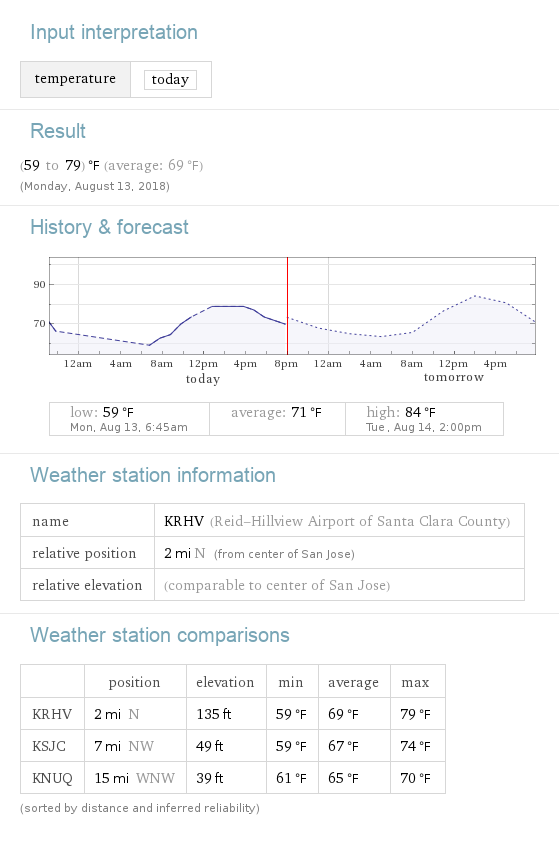 Input interpretation
temperature today
Result
(59 to 79) °F (average: 69 °F)
(Monday, August 13, 2018)
History & forecast
90
70
12am 4am 8am 12pm 4pm 8pm 12am 4am 8am 12pm 4pm
today tomorrow
low: 59 °F average: 71 °F high: 84 °F
Mon, Aug 13, 6:45am Tue, Aug 14, 2:00pm
Weather station information
name KRHV (Reid–Hillview Airport of Santa Clara County)
relative position 2 mi N (from center of San Jose)
relative elevation (comparable to center of San Jose)
Weather station comparisons
position elevation min average max
KRHV 2 mi N 135 ft 59 °F 69 °F 79 °F
KSJC 7 mi NW 49 ft 59 °F 67 °F 74 °F
KNUQ 15 mi WNW 39 ft 61 °F 65 °F 70 °F
(sorted by distance and inferred reliability)